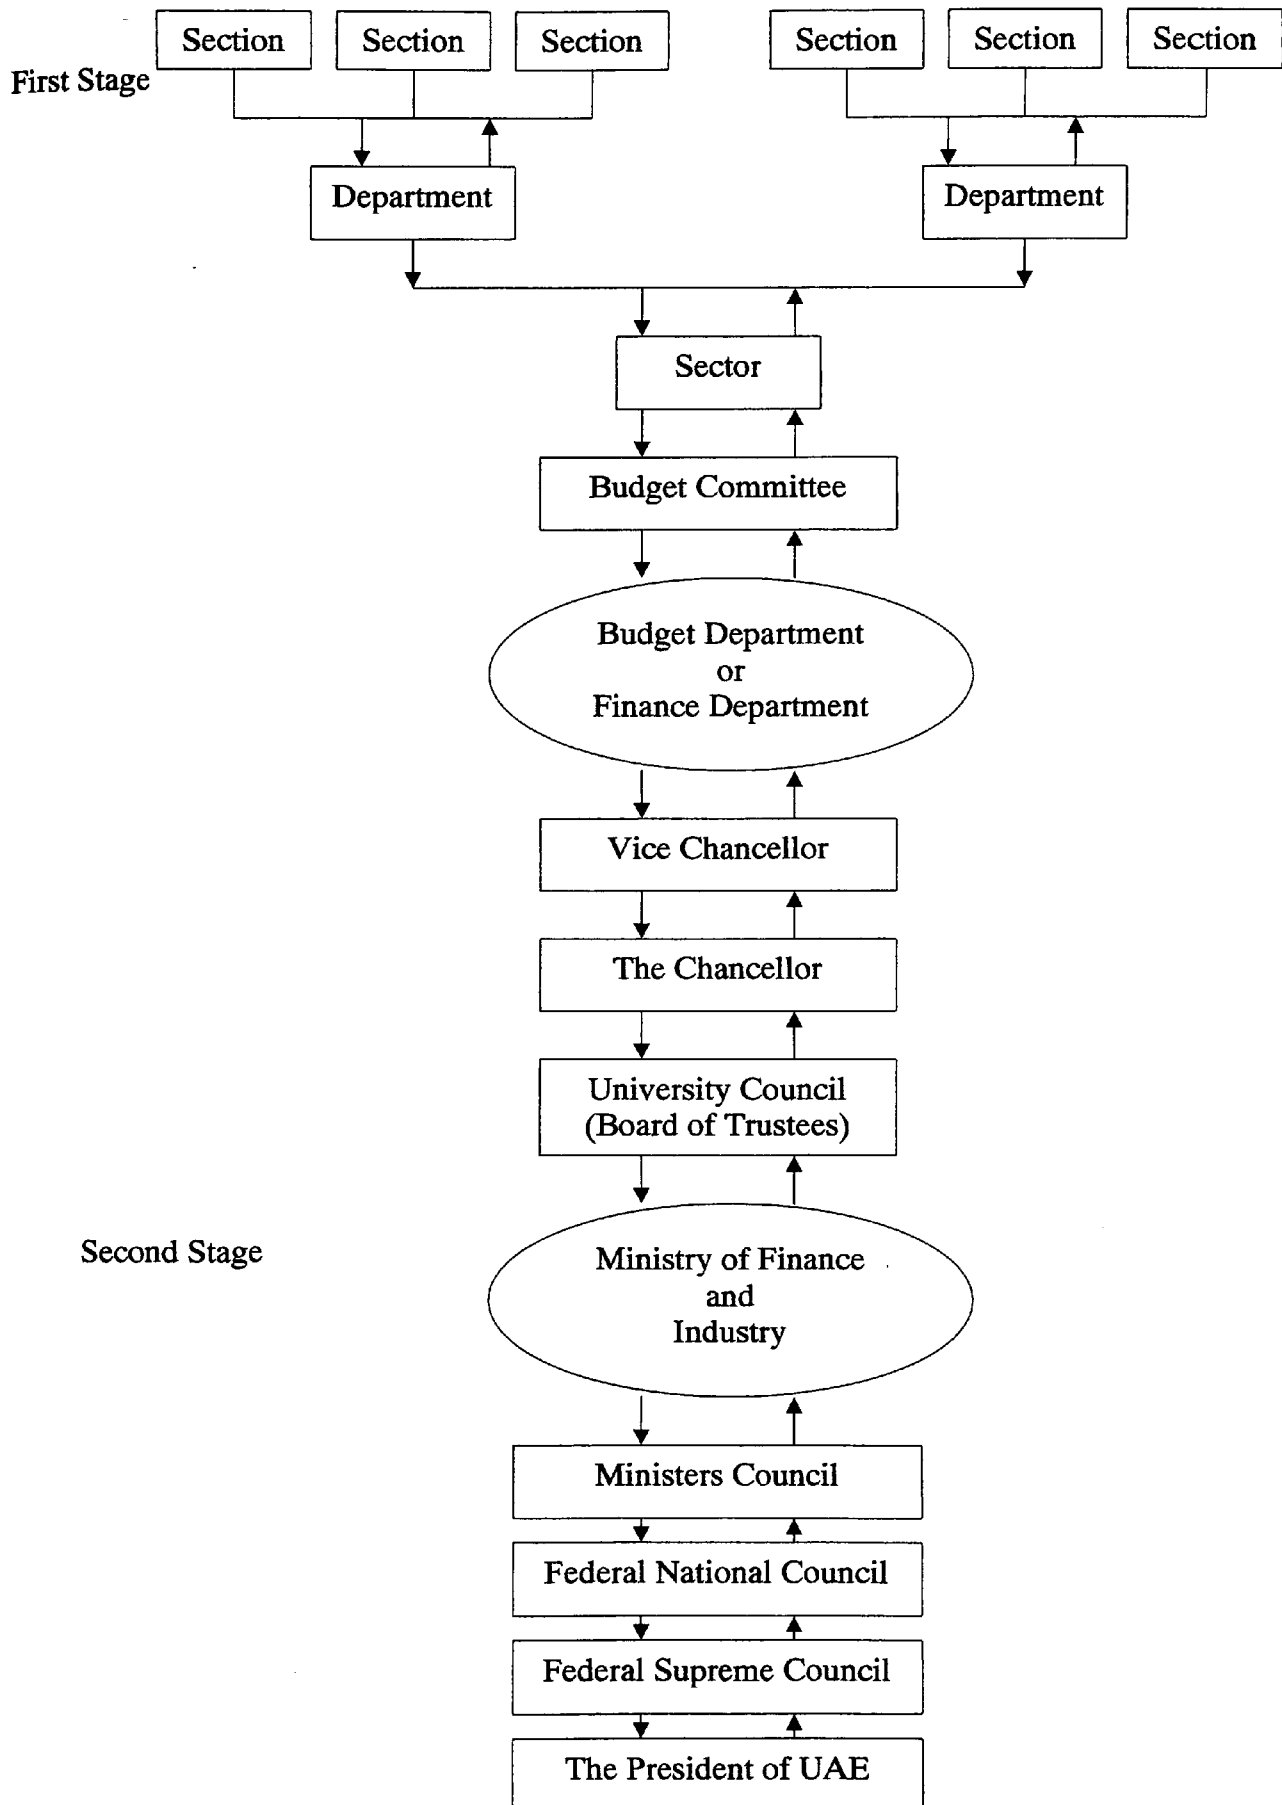 Section Section Section Section Section Section
First Stage
Department Department
Sector
Budget Committee
Budget Department
or
Finance Department
Vice Chancellor
The Chancellor
University Council
(Board of Trustees)
Second Stage
Ministry of Finance
and
Industry
Ministers Council
Federal National Council
Federal Supreme Council
The President of UAE